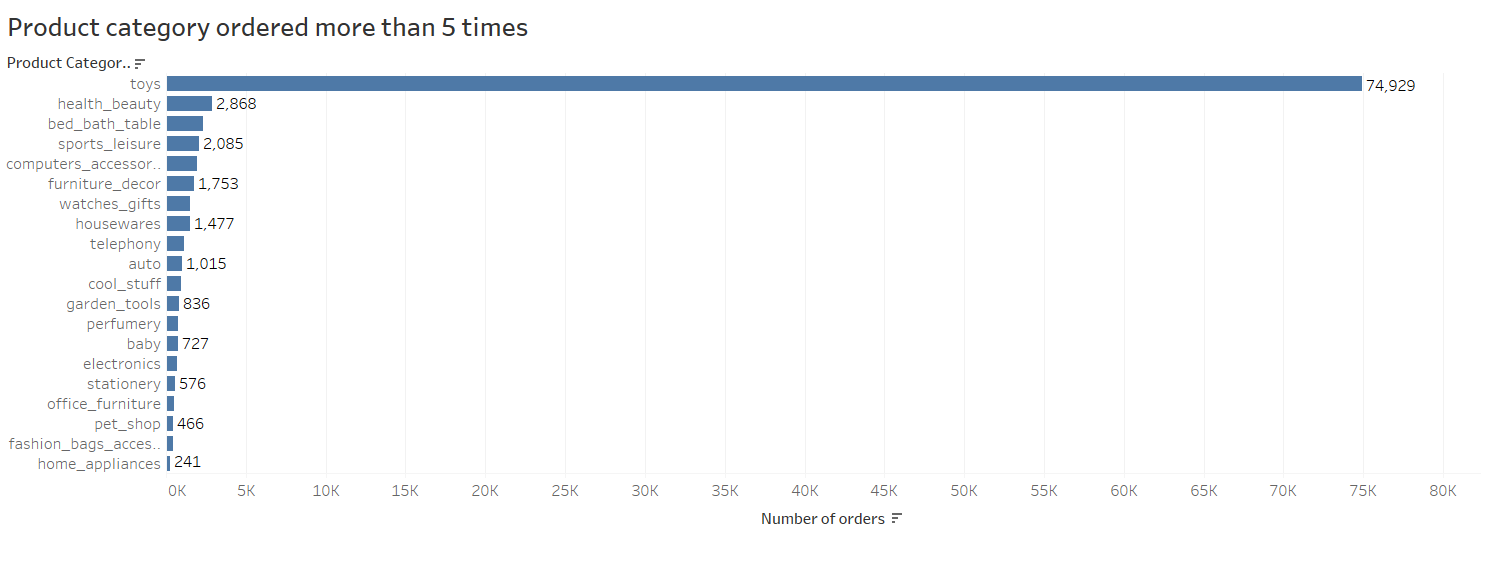 Product category ordered more than 5 times
Product Categor..
toys 74,929
health_beauty 2,868
bed_bath_table
sports_leisure 2,085
computers_accessor..
furniture_decor 1,753
watches_gifts
housewares 1,477
telephony
auto 1,015
cool_stuff
garden_tools 836
perfumery
baby 727
electronics
stationery 576
office_furniture
pet_shop 466
fashion_bags_acces..
home_appliances 241
0K 5K 10K 15K 20K 25K 30K 35K 40K 45K 50K 55K 60K 65K 70K 75K 80K
Number of orders